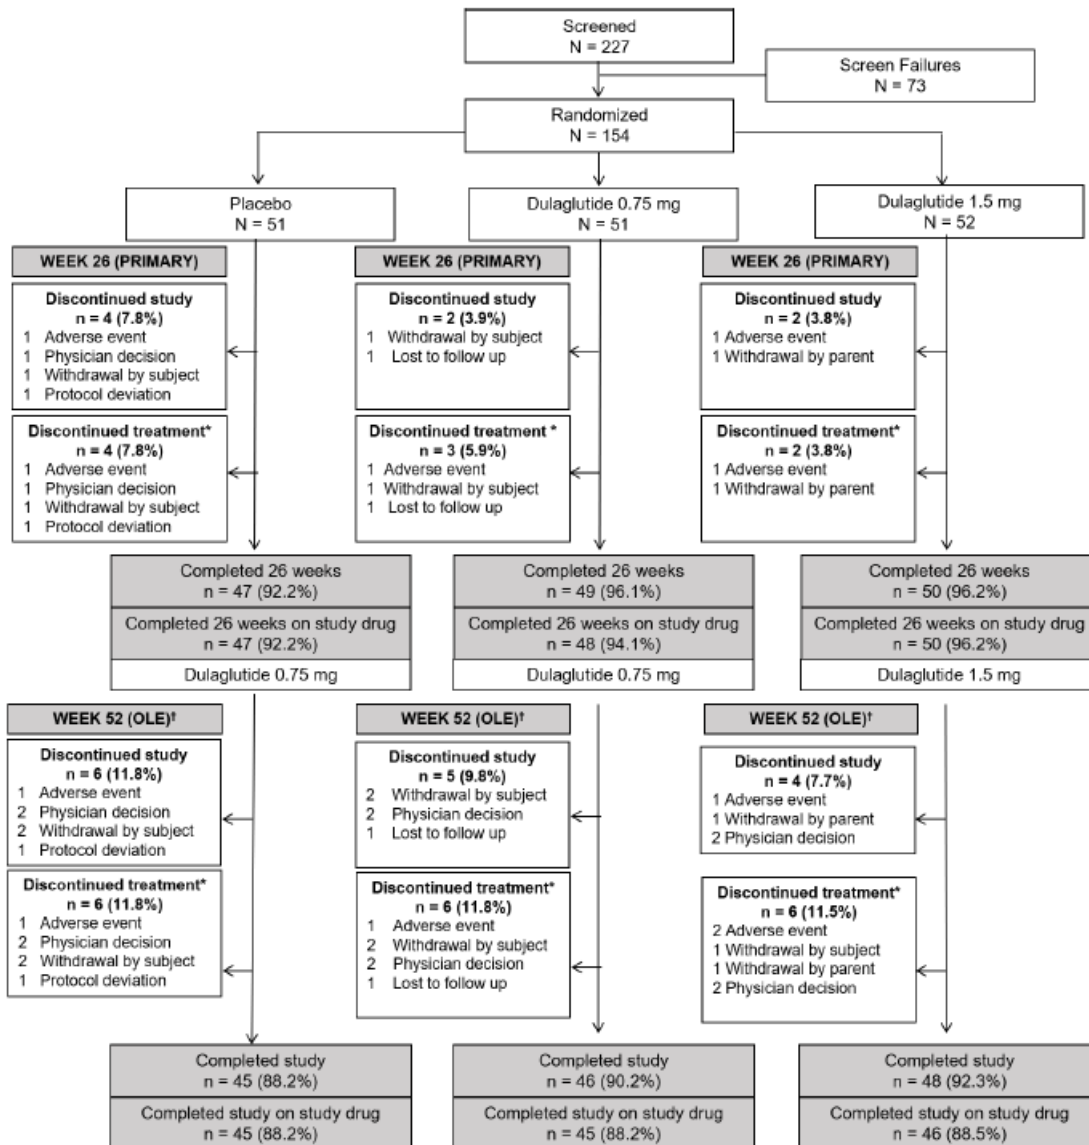 Screened
N = 227
Screen Failures
N = 73
Randomized
N = 154
Placebo
N = 51
Dulaglutide 0.75 mg
N = 51
Dulaglutide 1.5 mg
N = 52
WEEK 26 (PRIMARY)
Discontinued study
n = 4 (7.8%)
1 Adverse event
1 Physician decision
1 Withdrawal by subject
1 Protocol deviation
Discontinued treatment*
n = 4 (7.8%)
1 Adverse event
1 Physician decision
1 Withdrawal by subject
1 Protocol deviation
WEEK 26 (PRIMARY)
Discontinued study
n = 2 (3.9%)
1 Withdrawal by subject
1 Lost to follow up
Discontinued treatment *
n = 3 (5.9%)
1 Adverse event
1 Withdrawal by subject
1 Lost to follow up
WEEK 26 (PRIMARY)
Discontinued study
n = 2 (3.8%)
1 Adverse event
1 Withdrawal by parent
Discontinued treatment*
n = 2 (3.8%)
1 Adverse event
1 Withdrawal by parent
Completed 26 weeks
n = 47 (92.2%)
Completed 26 weeks on study drug
n = 47 (92.2%)
Dulaglutide 0.75 mg
Completed 26 weeks
n = 49 (96.1%)
Completed 26 weeks on study drug
n = 48 (94.1%)
Dulaglutide 0.75 mg
Completed 26 weeks
n = 50 (96.2%)
Completed 26 weeks on study drug
n = 50 (96.2%)
Dulaglutide 1.5 mg
WEEK 52 (OLE)†
Discontinued study
n = 6 (11.8%)
1 Adverse event
2 Physician decision
2 Withdrawal by subject
1 Protocol deviation
Discontinued treatment*
n = 6 (11.8%)
1 Adverse event
2 Physician decision
2 Withdrawal by subject
1 Protocol deviation
WEEK 52 (OLE)†
Discontinued study
n = 5 (9.8%)
2 Withdrawal by subject
2 Physician decision
1 Lost to follow up
Discontinued treatment*
n = 6 (11.8%)
1 Adverse event
2 Withdrawal by subject
2 Physician decision
1 Lost to follow up
WEEK 52 (OLE)†
Discontinued study
n = 4 (7.7%)
1 Adverse event
1 Withdrawal by parent
2 Physician decision
Discontinued treatment*
n = 6 (11.5%)
2 Adverse event
1 Withdrawal by subject
1 Withdrawal by parent
2 Physician decision
Completed study
n = 45 (88.2%)
Completed study on study drug
n = 45 (88.2%)
Completed study
n = 46 (90.2%)
Completed study on study drug
n = 45 (88.2%)
Completed study
n = 48 (92.3%)
Completed study on study drug
n = 46 (88.5%)